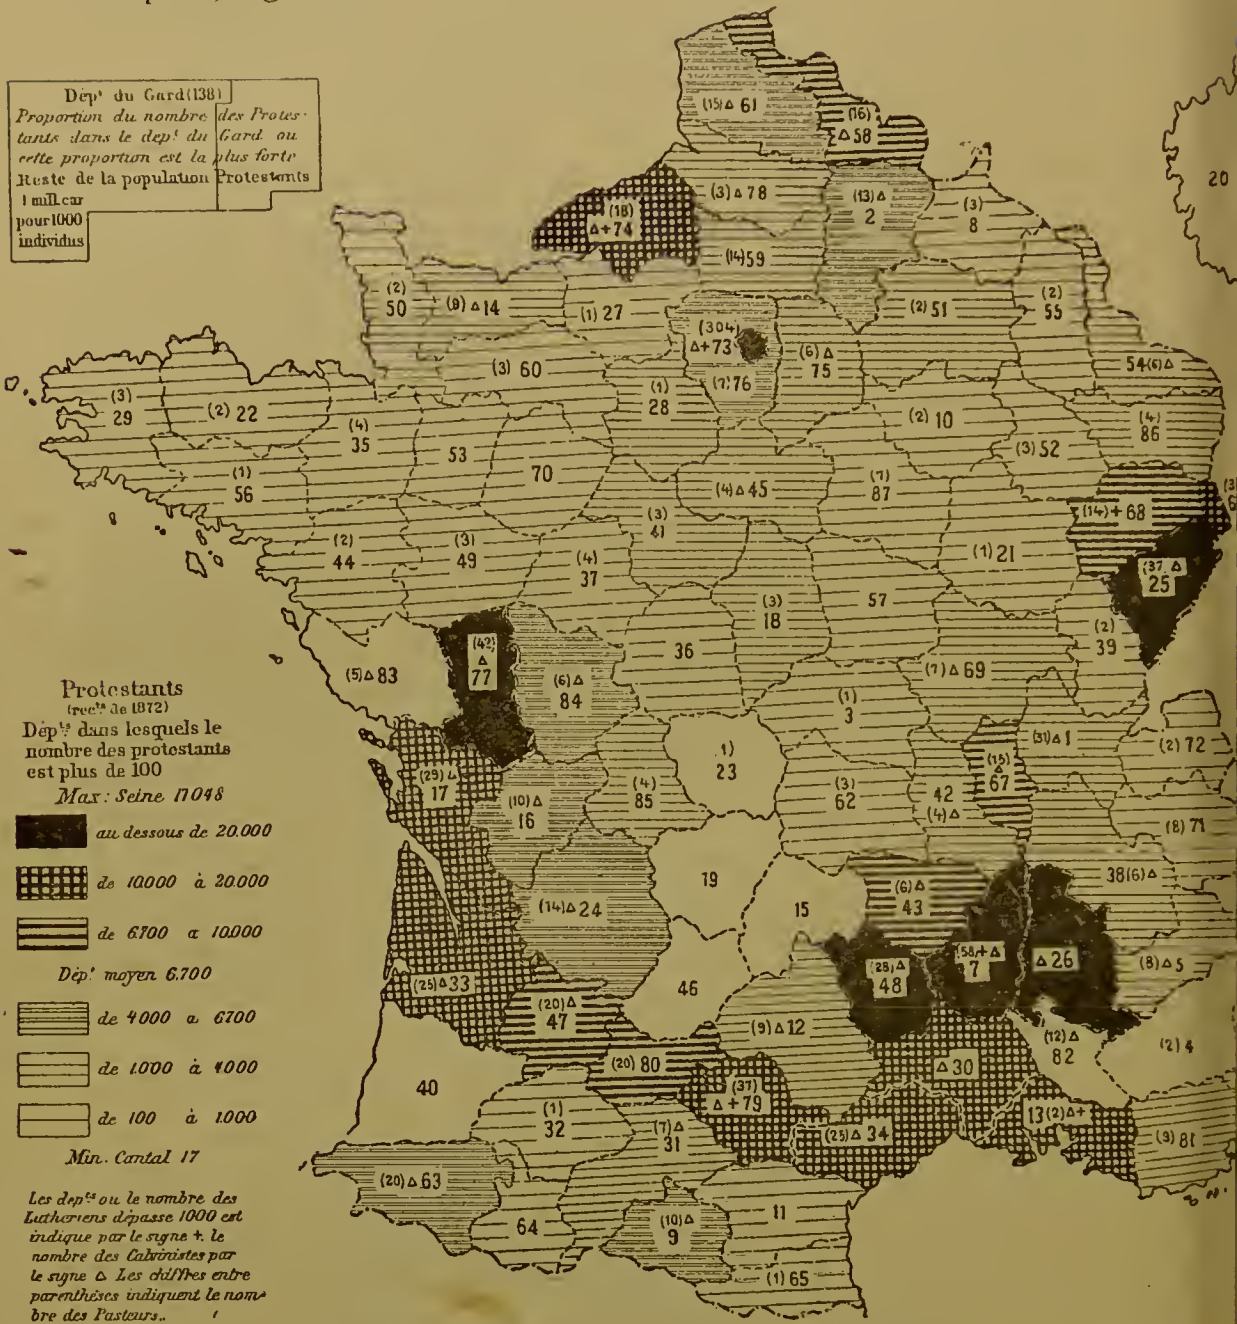 Dép.t du Gard (138)
Proportion du nombre des Protes-
tants dans le dep.t du Gard ou
cette proportion est la plus forte
Reste de la population Protestants
1 mill.car
pour 1000
individus
(15) △ 61
(16)
△ 58
(3) △ 78
(13) △
2
(3)
8
20
(18)
△+74
(14) 59
(2)
50
(9) △ 14
(1) 27
(304)
△+73
(7) 76
(6) △
75
(2) 51
(2)
55
54 (6) △
(3)
29
(2) 22
(4)
35
(3) 60
(1)
28
(2) 10
(3) 52
(4)
86
53
70
(1)
56
(4) △ 45
(7)
87
(14)+68
(3)
41
(1) 21
(37. △
25
(2)
44
(3)
49
(4)
37
(3)
18
57
(2)
39
36
(5) △ 83
(42)
△
77
(6) △
84
(7) △ 69
(1)
3
(31) △ 1
(2) 72
Protestants
(rec.ts de 1872)
Dép.ts dans lesquels le
nombre des protestants
est plus de 100
Max: Seine 17048
au dessous de 20.000
de 10.000 à 20.000
de 6.700 a 10.000
Dép.t moyen 6.700
de 4000 a 6700
de 1.000 à 4000
de 100 à 1.000
Min. Cantal 17
Les dep.ts ou le nombre des
Lutheriens dépasse 1000 est
indique par le signe +. le
nombre des Calvinistes par
le signe △ Les chiffres entre
parenthèses indiquent le nom-
bre des Pasteurs..
(29) △
17
(10) △
16
(4)
85
1)
23
(3)
62
42
(4) △
(15)
△
67
(8) 71
38 (6) △
19
15
(14) △ 24
(6) △
43
(25) △ 33
46
(28, △
48
(58,+ △
7
△ 26
(8) △ 5
(20) △
47
(9) △ 12
(12) △
82
(2) 4
40
(20) 80
(37)
△+79
△ 30
(1)
32
(7) △
31
(25) △ 34
13 (2) △+
(3) 81
(20) △ 63
64
(10) △
9
11
(1) 65